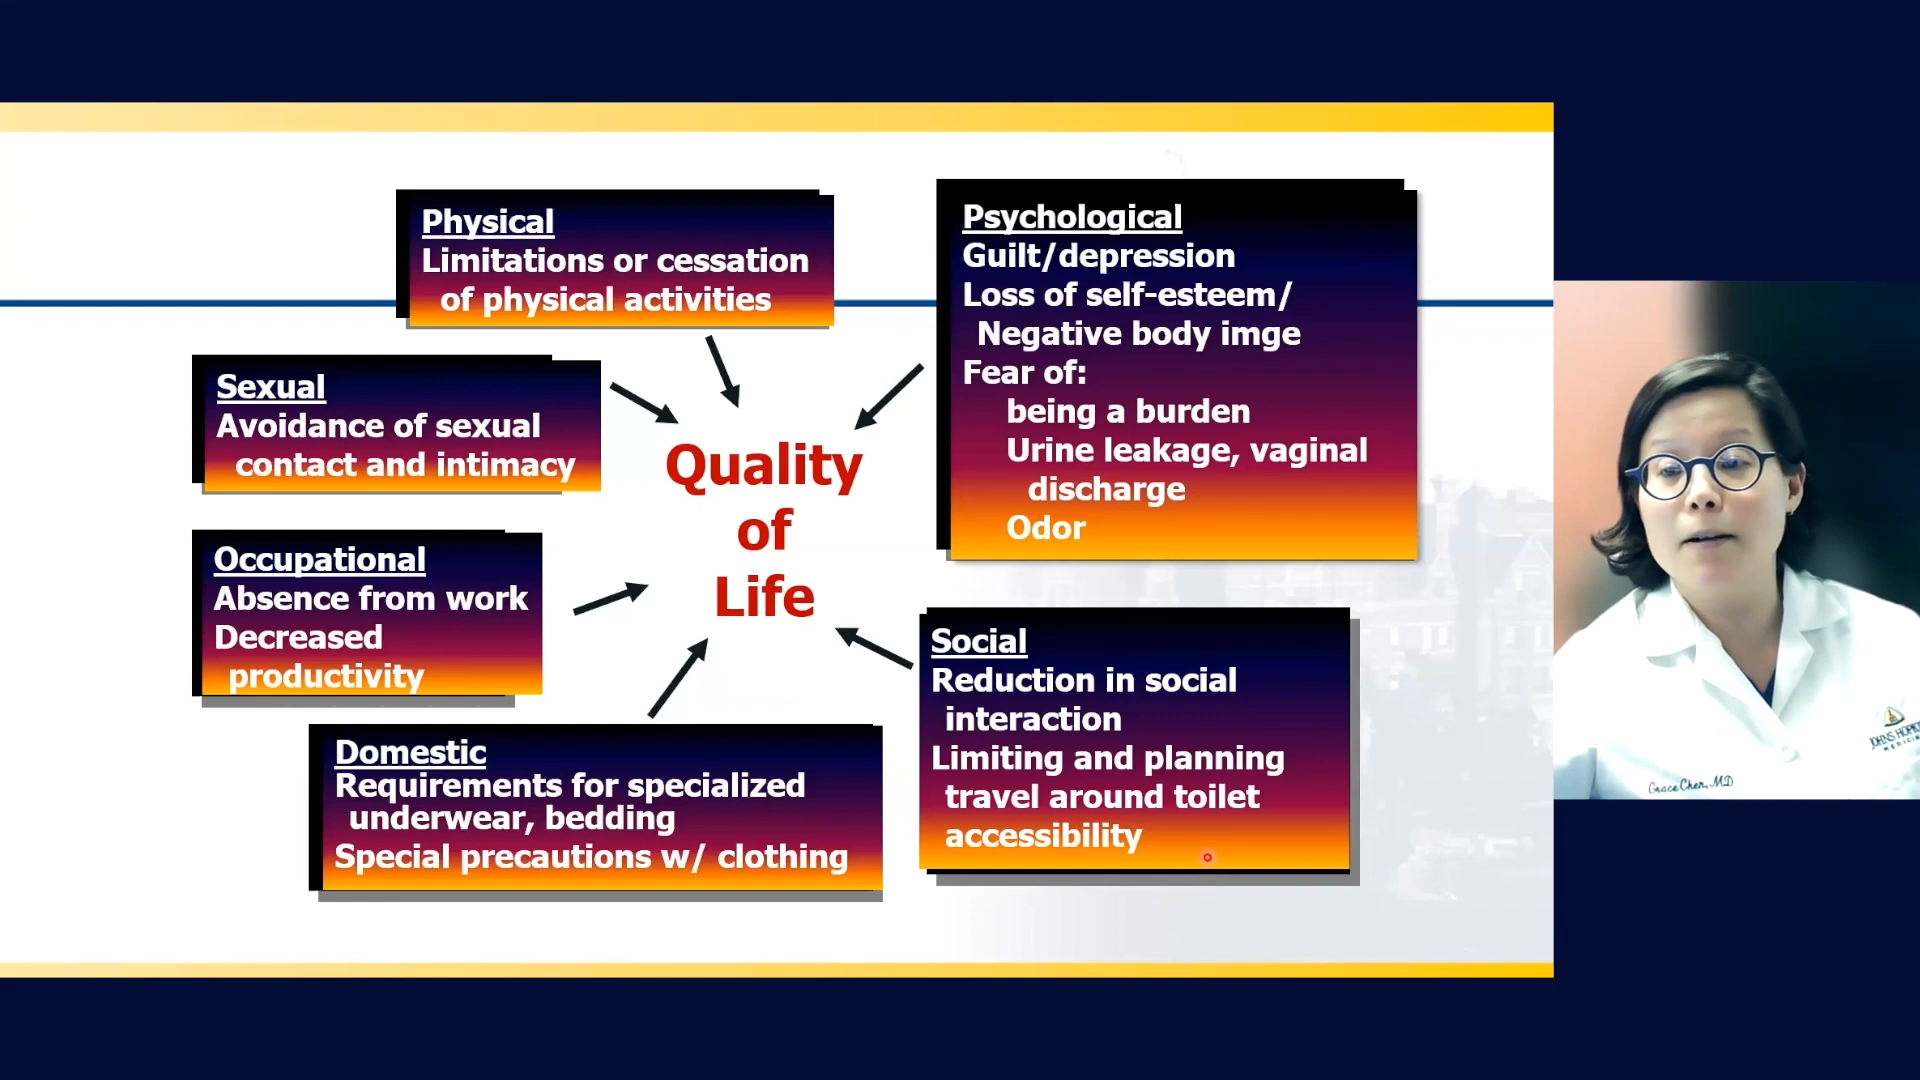 Physical
Limitations or cessation
of physical activities
Psychological
Guilt/depression
Loss of self-esteem/
Negative body imge
Fear of:
being a burden
Urine leakage, vaginal
discharge
Odor
Sexual
Avoidance of sexual
contact and intimacy
Quality
of
Life
Occupational
Absence from work
Decreased
productivity
Social
Reduction in social
interaction
Limiting and planning
travel around toilet
accessibility
Domestic
Requirements for specialized
underwear, bedding
Special precautions w/ clothing
Grace Chen, MD